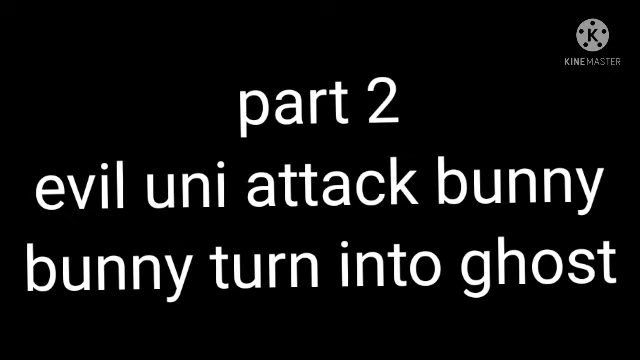 K
KINEMASTER
part 2
evil uni attack bunny
bunny turn into ghost